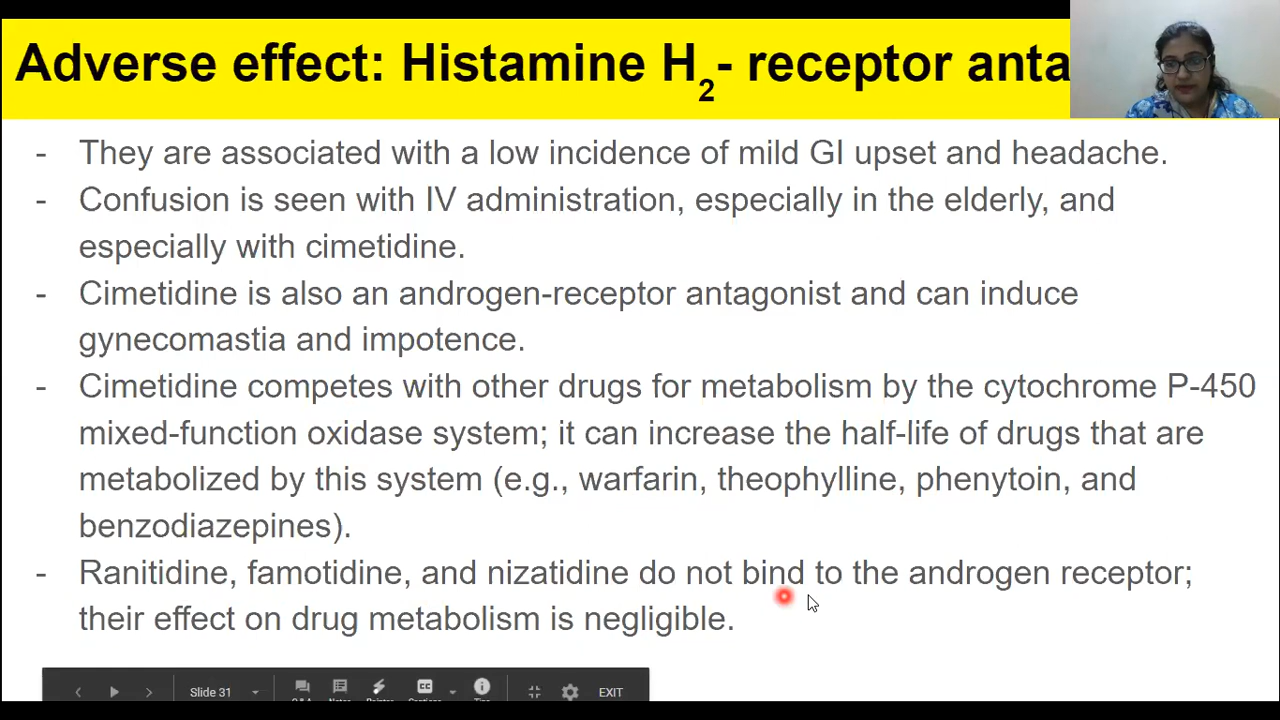 Adverse effect: Histamine H2- receptor anta
- They are associated with a low incidence of mild GI upset and headache.
- Confusion is seen with IV administration, especially in the elderly, and
especially with cimetidine.
- Cimetidine is also an androgen-receptor antagonist and can induce
gynecomastia and impotence.
- Cimetidine competes with other drugs for metabolism by the cytochrome P-450
mixed-function oxidase system; it can increase the half-life of drugs that are
metabolized by this system (e.g., warfarin, theophylline, phenytoin, and
benzodiazepines).
- Ranitidine, famotidine, and nizatidine do not bind to the androgen receptor;
their effect on drug metabolism is negligible.
Slide 31 EXIT